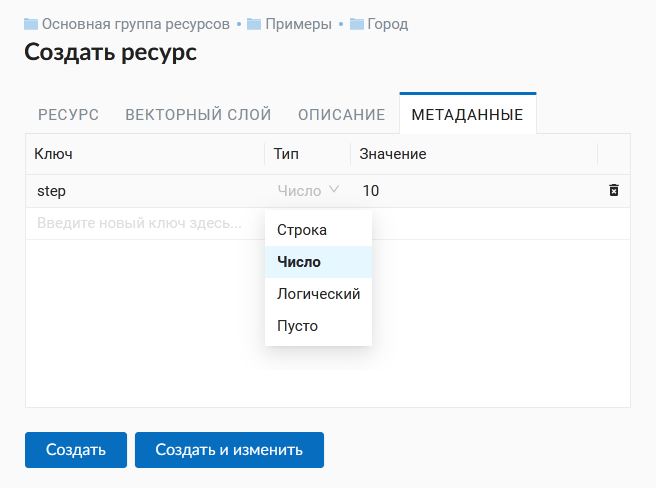 Основная группа ресурсов • Примеры • Город
Создать ресурс
РЕСУРС ВЕКТОРНЫЙ СЛОЙ ОПИСАНИЕ МЕТАДАННЫЕ
Ключ Тип Значение
step Число 10
Введите новый ключ здесь...
Строка
Число
Логический
Пусто
Создать Создать и изменить